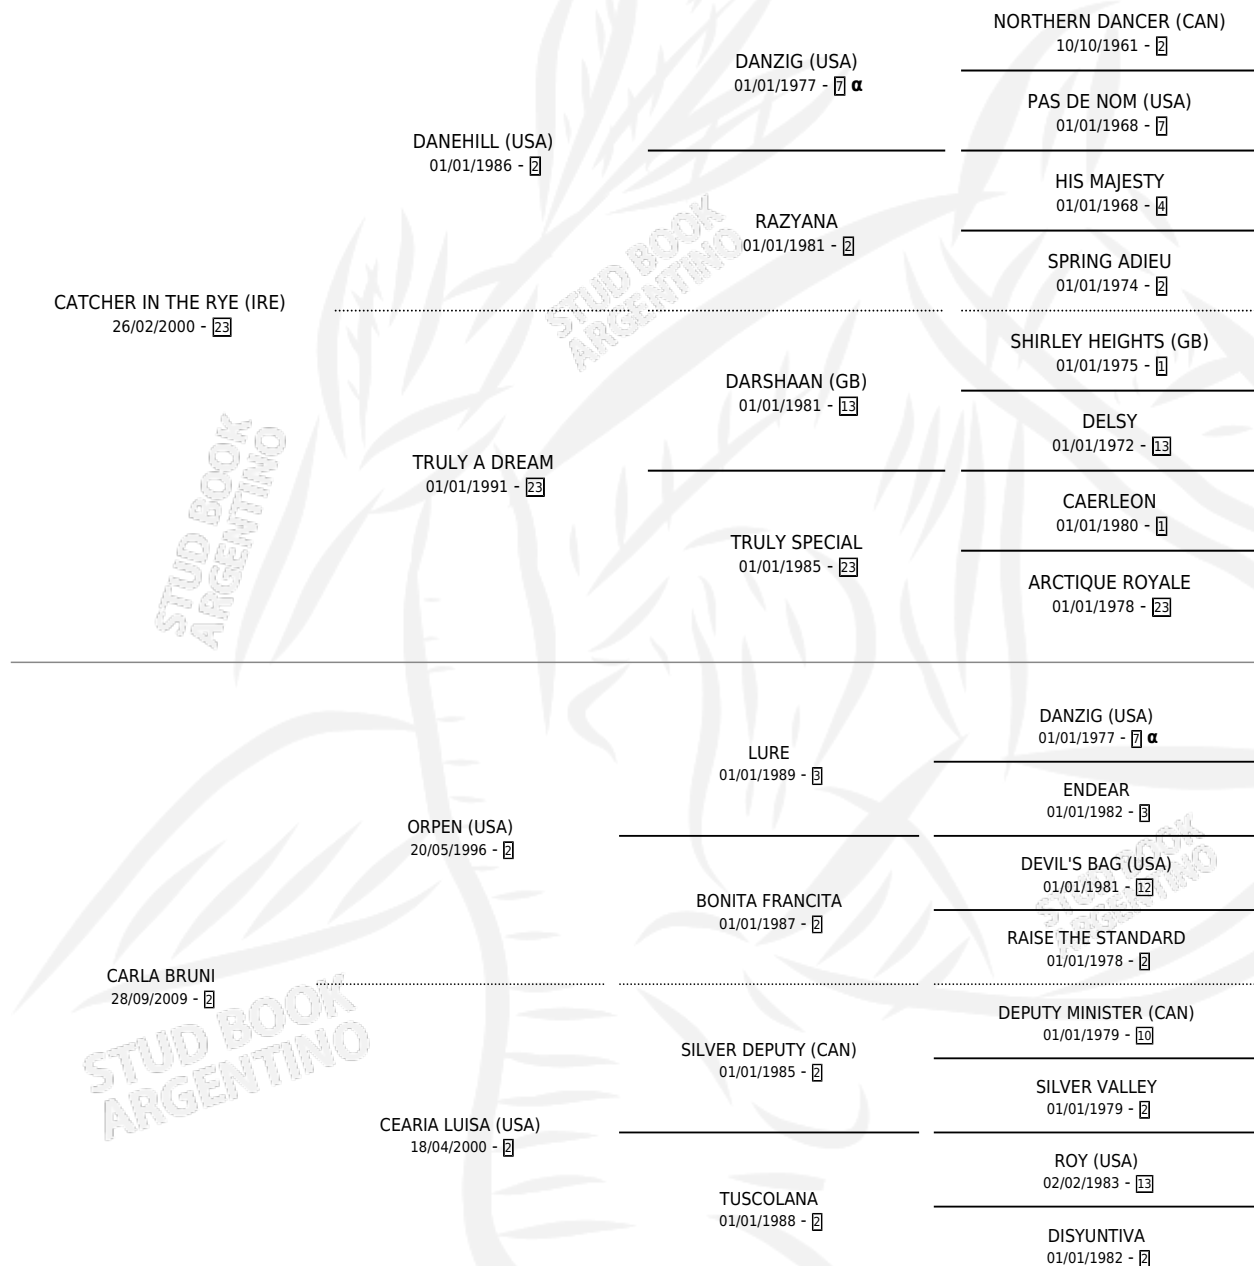 NORTHERN DANCER (CAN)
10/10/1961 - 2
DANZIG (USA)
01/01/1977 - 7 α
PAS DE NOM (USA)
01/01/1968 - 7
DANEHILL (USA)
01/01/1986 - 2
HIS MAJESTY
01/01/1968 - 4
RAZYANA
01/01/1981 - 2
SPRING ADIEU
01/01/1974 - 2
CATCHER IN THE RYE (IRE)
26/02/2000 - 23
SHIRLEY HEIGHTS (GB)
01/01/1975 - 1
DARSHAAN (GB)
01/01/1981 - 13
DELSY
01/01/1972 - 13
TRULY A DREAM
01/01/1991 - 23
CAERLEON
01/01/1980 - 1
TRULY SPECIAL
01/01/1985 - 23
ARCTIQUE ROYALE
01/01/1978 - 23
DANZIG (USA)
01/01/1977 - 7 α
LURE
01/01/1989 - 3
ENDEAR
01/01/1982 - 3
ORPEN (USA)
20/05/1996 - 2
DEVIL'S BAG (USA)
01/01/1981 - 12
BONITA FRANCITA
01/01/1987 - 2
RAISE THE STANDARD
01/01/1978 - 2
CARLA BRUNI
28/09/2009 - 2
DEPUTY MINISTER (CAN)
01/01/1979 - 10
SILVER DEPUTY (CAN)
01/01/1985 - 2
SILVER VALLEY
01/01/1979 - 2
CEARIA LUISA (USA)
18/04/2000 - 2
ROY (USA)
02/02/1983 - 13
TUSCOLANA
01/01/1988 - 2
DISYUNTIVA
01/01/1982 - 2
STUD BOOK
ARGENTINO
STUD BOOK
ARGENTINO
STUD BOOK
ARGENTINO
STUD BOOK
ARGENTINO